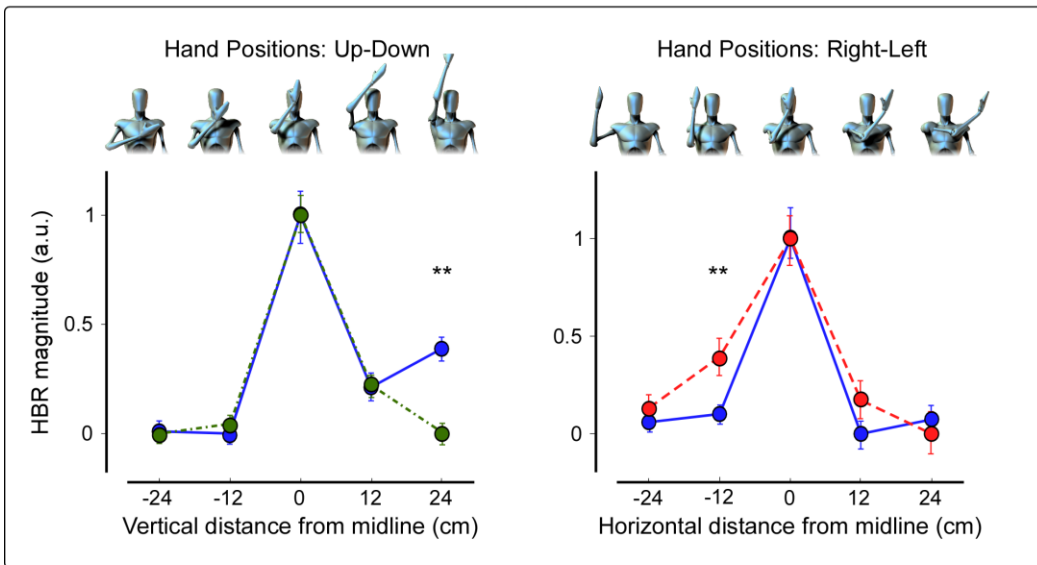 Hand Positions: Up-Down
HBR magnitude (a.u.)
1
0.5
0
**
-24 -12 0 12 24
Vertical distance from midline (cm)
Hand Positions: Right-Left
1
0.5
0
**
-24 -12 0 12 24
Horizontal distance from midline (cm)